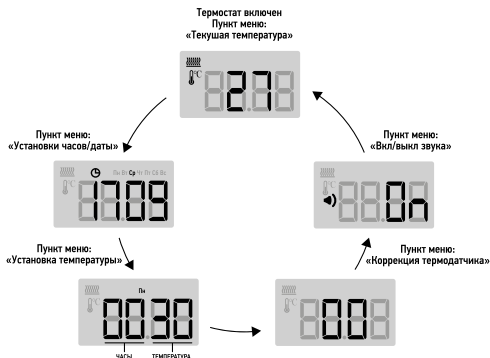 Термостат включен
Пункт меню:
«Текущая температура»
°C
27
Пункт меню:
«Установки часов/даты»
Пн Вт Ср Чт Пт Сб Вс
°C
17 09
Пункт меню:
«Вкл/выкл звука»
°C
On
Пункт меню:
«Установка температуры»
Пн
°C
00 30
ЧАСЫ ТЕМПЕРАТУРА
Пункт меню:
«Коррекция термодатчика»
°C
00